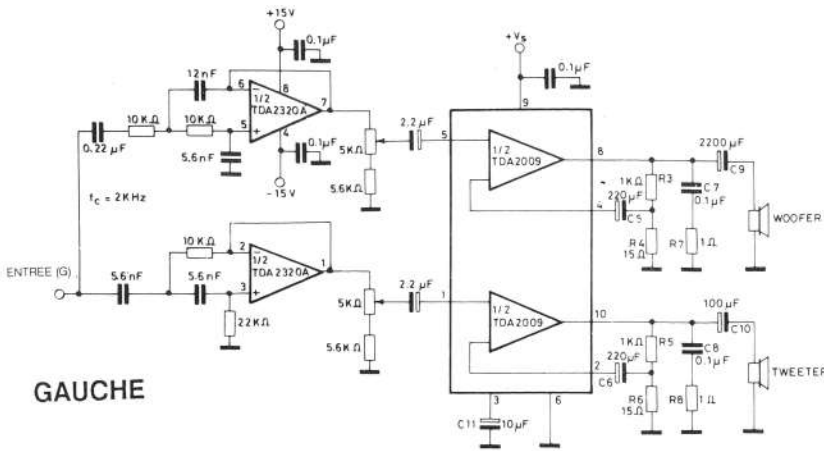 +15V
0.1µF
12nF
6
8
7
1/2
TDA2320A
10KΩ
10KΩ
5
4
0.22µF
5.6nF
0.1µF
-15V
5KΩ
5.6KΩ
2.2µF
fc = 2KHz
+Vs
0.1µF
9
5
1/2
TDA2009
8
4
220µF
C5
1KΩ
R3
R4
15Ω
C7
0.1µF
R7
1Ω
2200µF
C9
WOOFER
ENTREE (G)
10KΩ
5.6nF
5.6nF
2
1/2
TDA2320A
1
3
22KΩ
5KΩ
5.6KΩ
2.2µF
1
1/2
TDA2009
10
2
220µF
C6
1KΩ
R5
R6
15Ω
C8
0.1µF
R8
1Ω
100µF
C10
TWEETER
3
6
C11
10µF
GAUCHE